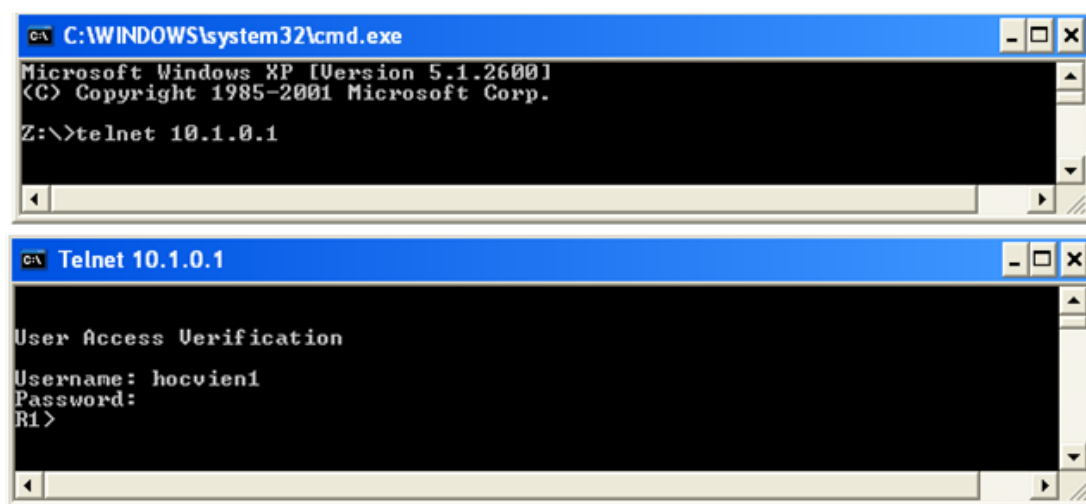 C:\WINDOWS\system32\cmd.exe
Microsoft Windows XP [Version 5.1.2600]
(C) Copyright 1985-2001 Microsoft Corp.
Z:\>telnet 10.1.0.1
Telnet 10.1.0.1
User Access Verification
Username: hocvien1
Password:
R1>